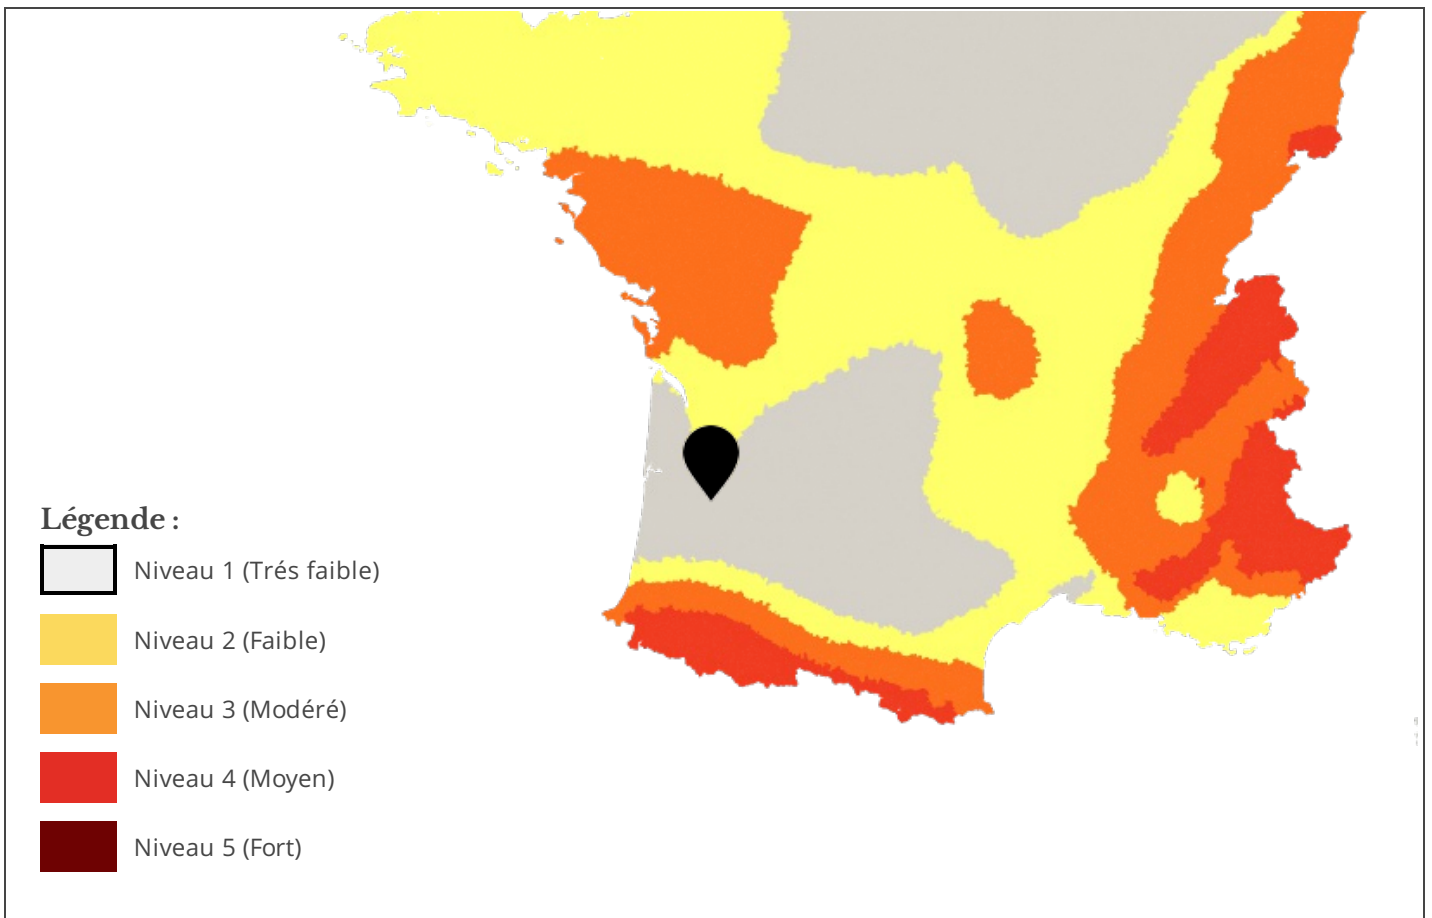 Légende :
Niveau 1 (Trés faible)
Niveau 2 (Faible)
Niveau 3 (Modéré)
Niveau 4 (Moyen)
Niveau 5 (Fort)